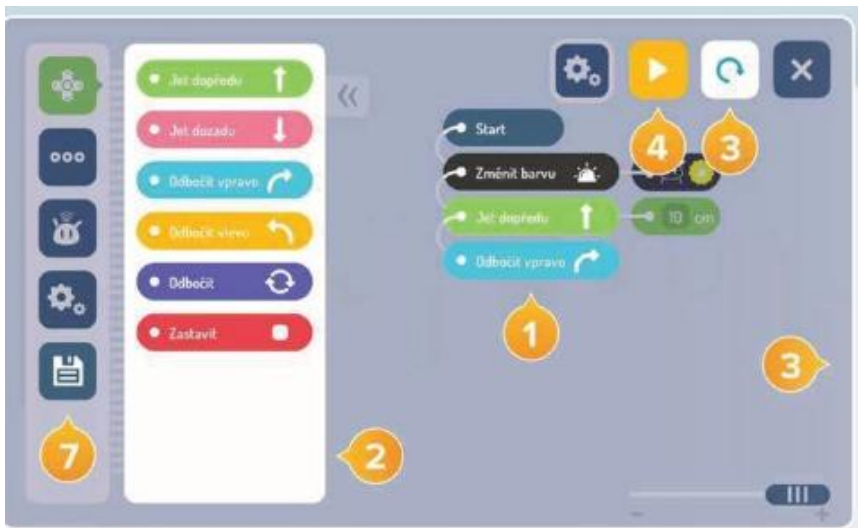 Jet dopředu
Jet dozadu
Odbočit vpravo
Odbočit vlevo
Odbočit
Zastavit
Start
Změnit barvu
Jet dopředu
10 cm
Odbočit vpravo
4
3
1
3
7
2
- +